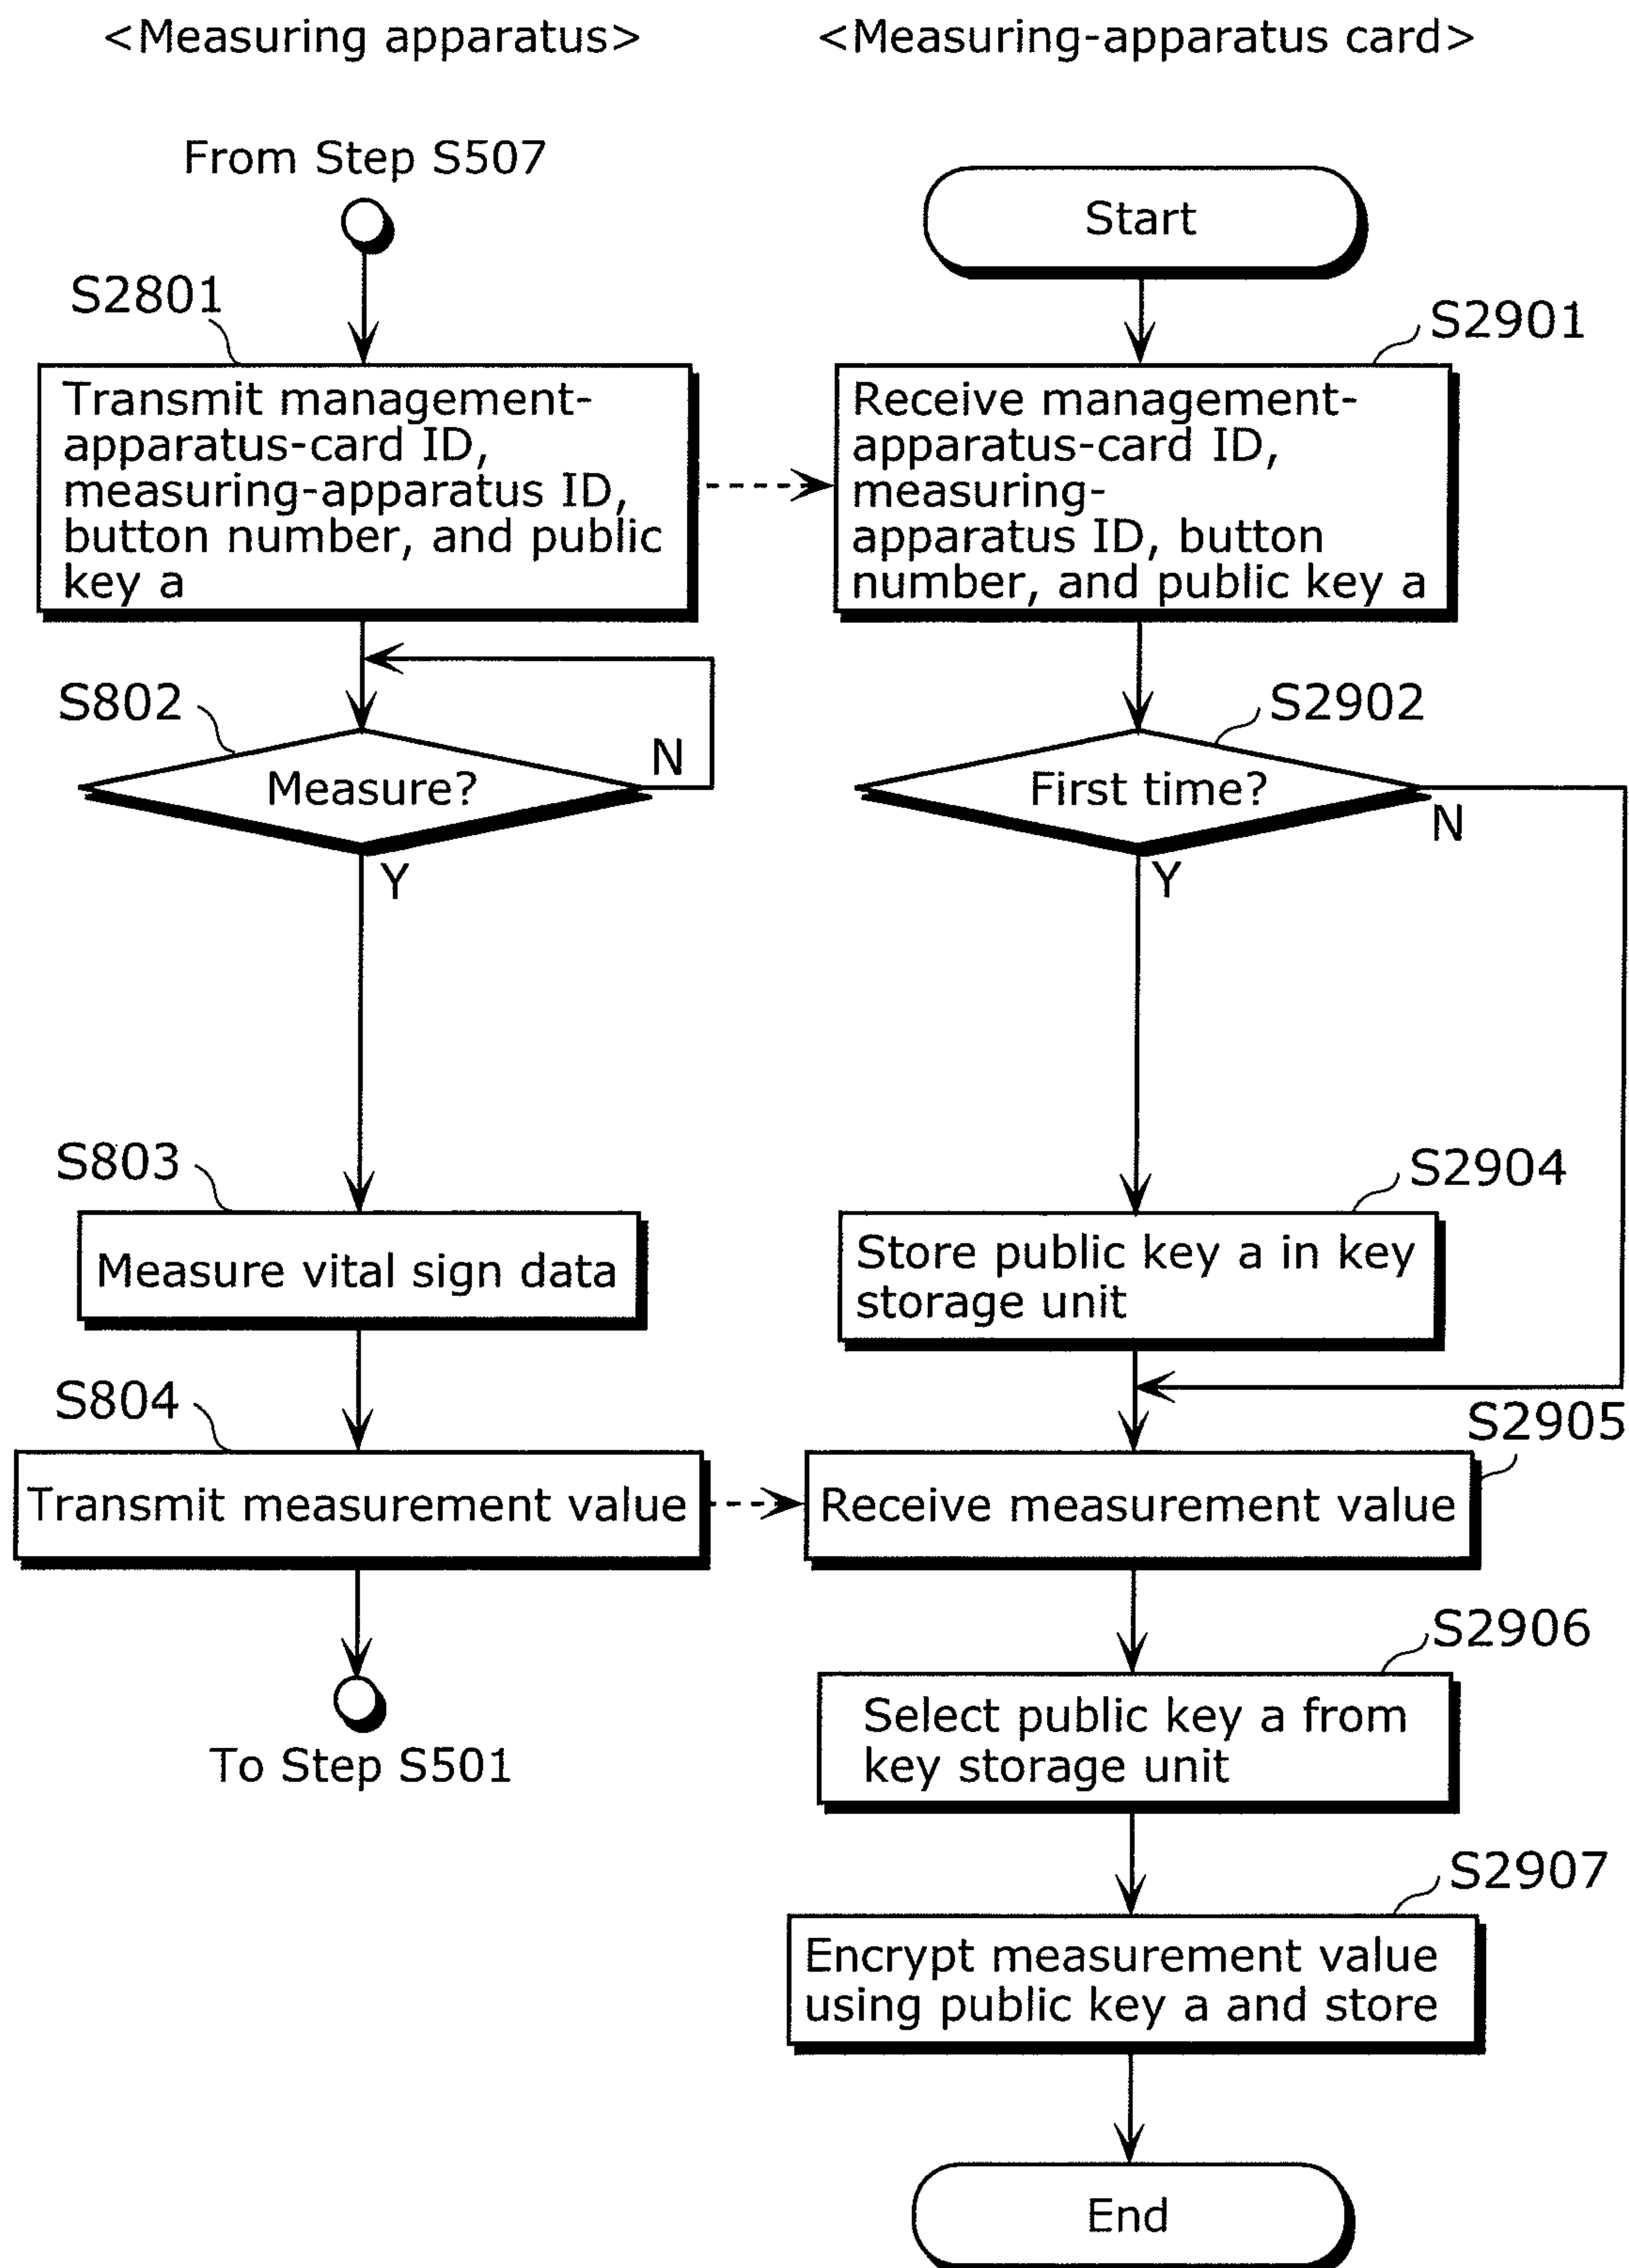 <Measuring apparatus>
<Measuring-apparatus card>
From Step S507
Start
S2801
S2901
Transmit management-
apparatus-card ID,
measuring-apparatus ID,
button number, and public
key a
Receive management-
apparatus-card ID,
measuring-
apparatus ID, button
number, and public key a
S802
S2902
Measure?
N
Y
First time?
N
Y
S803
S2904
Measure vital sign data
Store public key a in key
storage unit
S804
S2905
Transmit measurement value
Receive measurement value
S2906
To Step S501
Select public key a from
key storage unit
S2907
Encrypt measurement value
using public key a and store
End